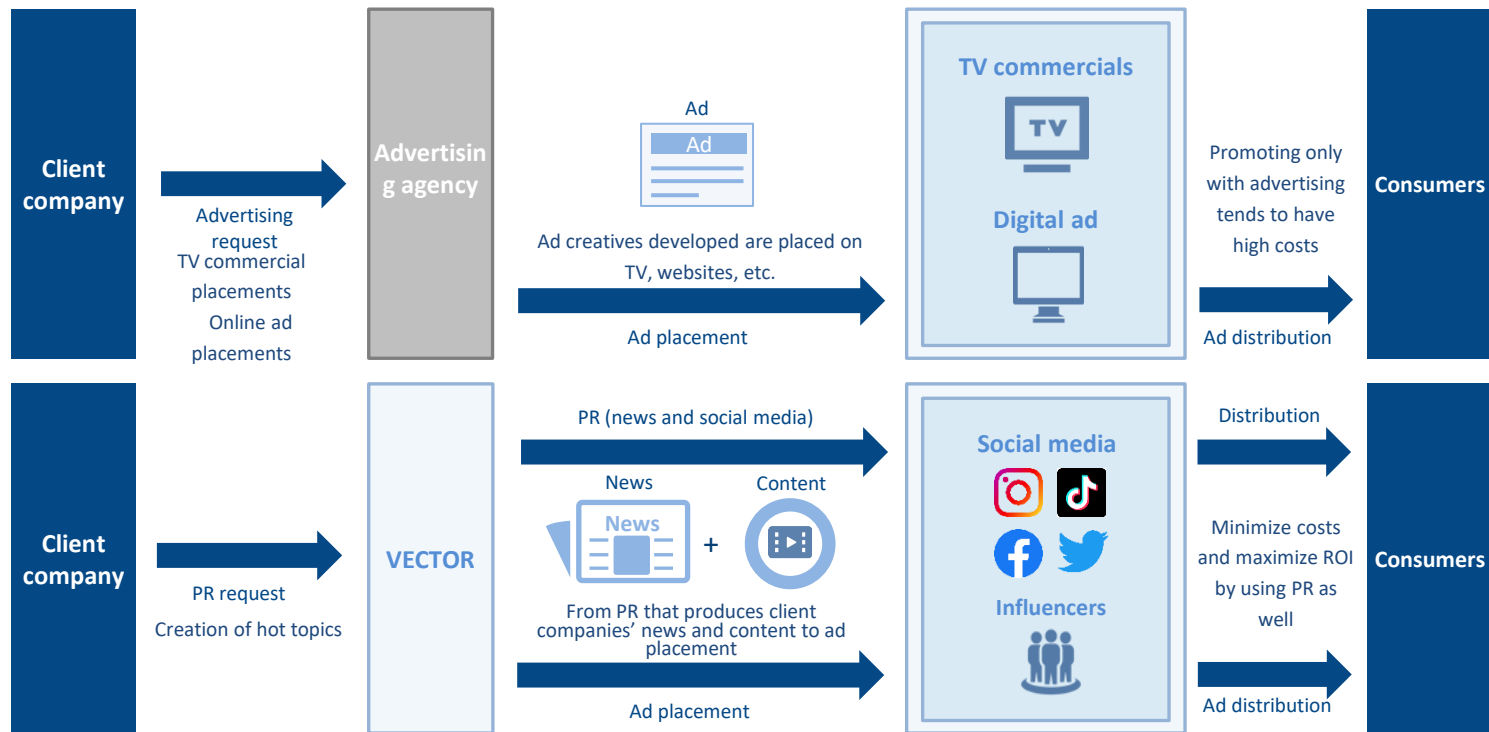 Client
company
Advertising
request
TV commercial
placements
Online ad
placements
Advertisin
g agency
Ad
Ad
Ad creatives developed are placed on
TV, websites, etc.
Ad placement
TV commercials
TV
Digital ad
Promoting only
with advertising
tends to have
high costs
Ad distribution
Consumers
Client
company
PR request
Creation of hot topics
VECTOR
PR (news and social media)
News
News
+
Content
From PR that produces client
companies’ news and content to ad
placement
Ad placement
Social media
Influencers
Distribution
Minimize costs
and maximize ROI
by using PR as
well
Ad distribution
Consumers